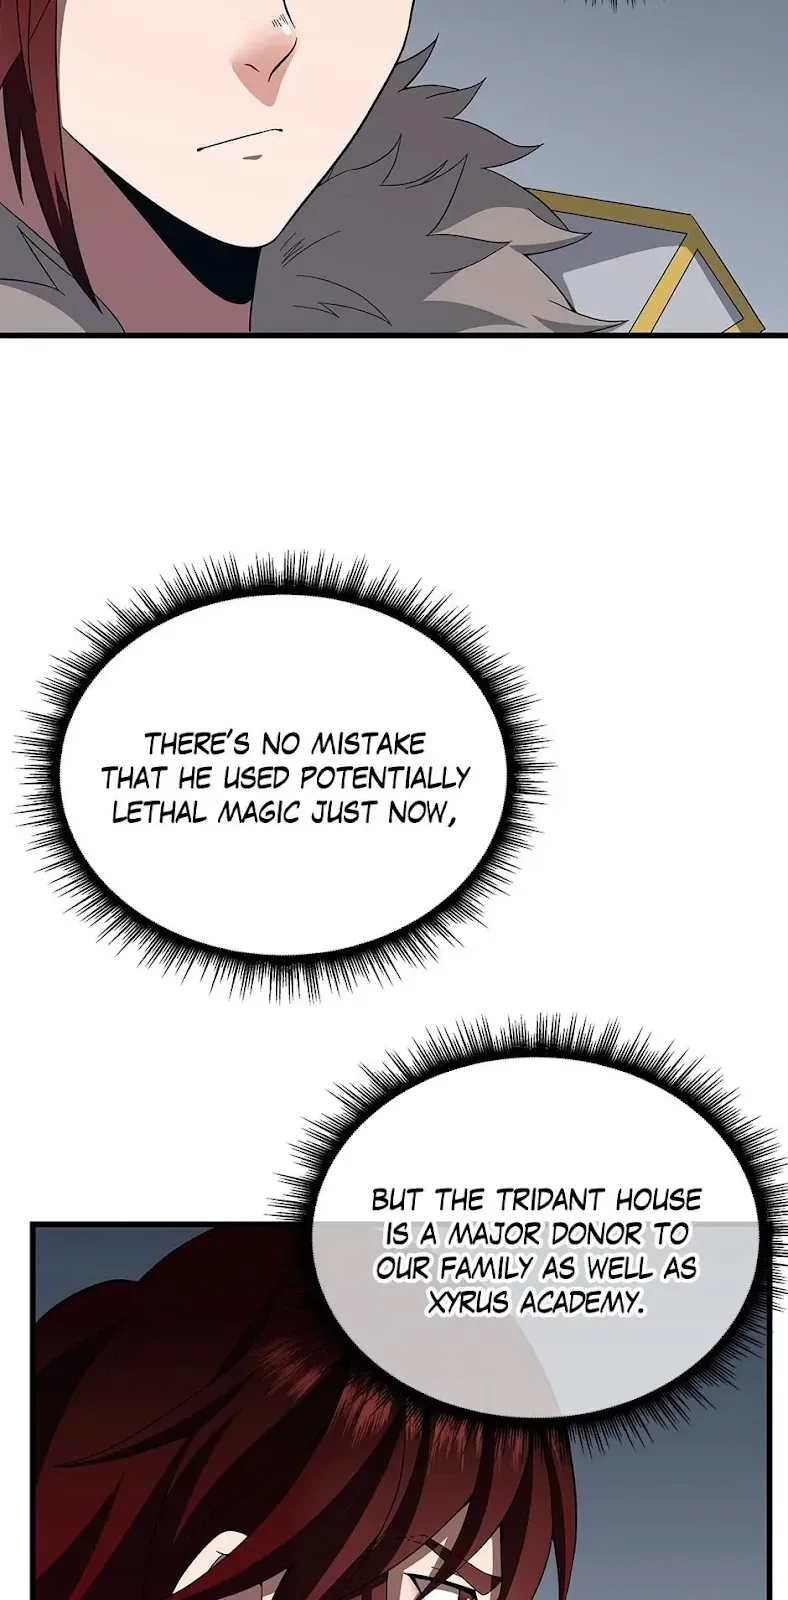 THERE'S NO MISTAKE
THAT HE USED POTENTIALLY
LETHAL MAGIC JUST NOW,
BUT THE TRIDANT HOUSE
IS A MAJOR DONOR TO
OUR FAMILY AS WELL AS
XYRUS ACADEMY.